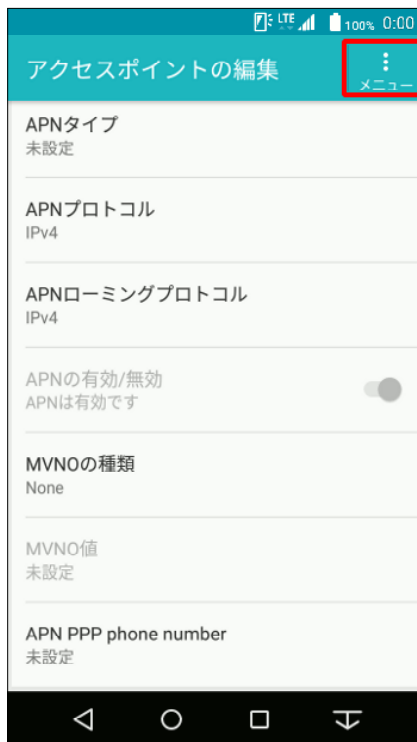 LTE 100% 0:00
アクセスポイントの編集
メニュー
APNタイプ
未設定
APNプロトコル
IPv4
APNローミングプロトコル
IPv4
APNの有効/無効
APNは有効です
MVNOの種類
None
MVNO値
未設定
APN PPP phone number
未設定